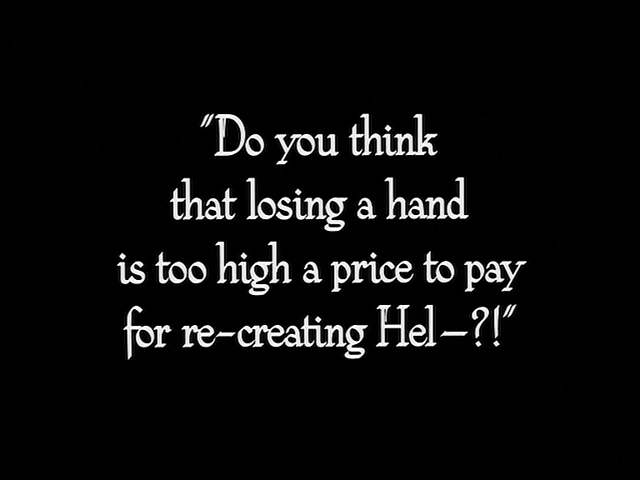 "Do you think
that losing a hand
is too high a price to pay
for re-creating Hel—?!"